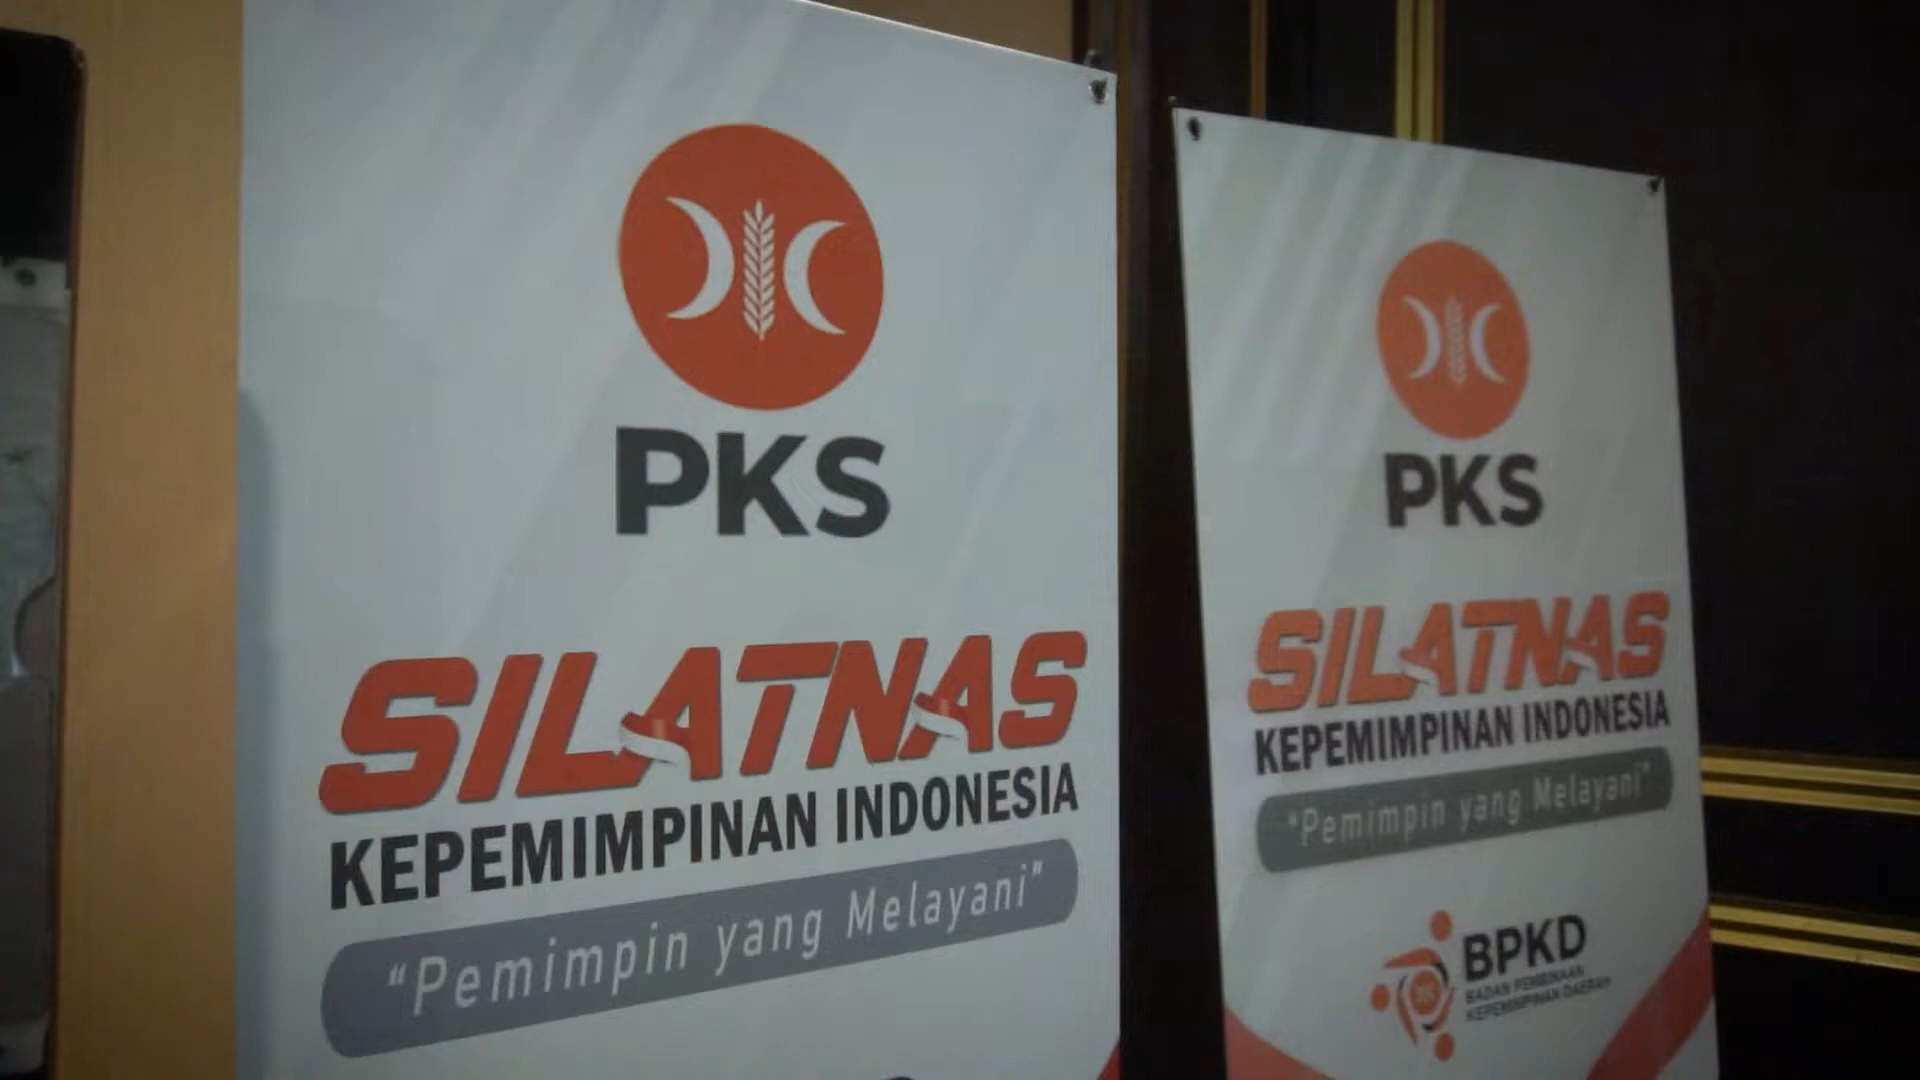 PKS
SILATNAS
KEPEMIMPINAN INDONESIA
"Pemimpin yang Melayani"
PKS
SILATNAS
KEPEMIMPINAN INDONESIA
"Pemimpin yang Melayani"
BPKD
BADAN PEMBINAAN
KEPEMIMPINAN DAERAH